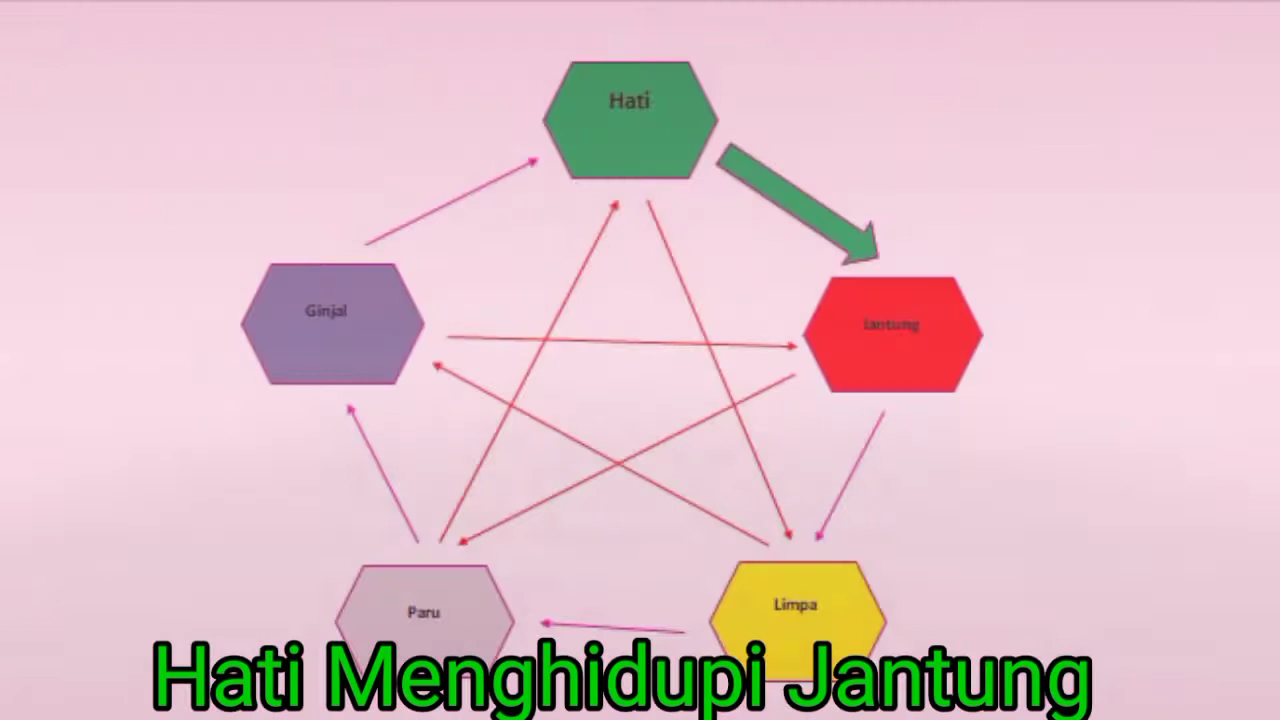 Hati
Ginjal
Jantung
Paru
Limpa
Hati Menghidupi Jantung